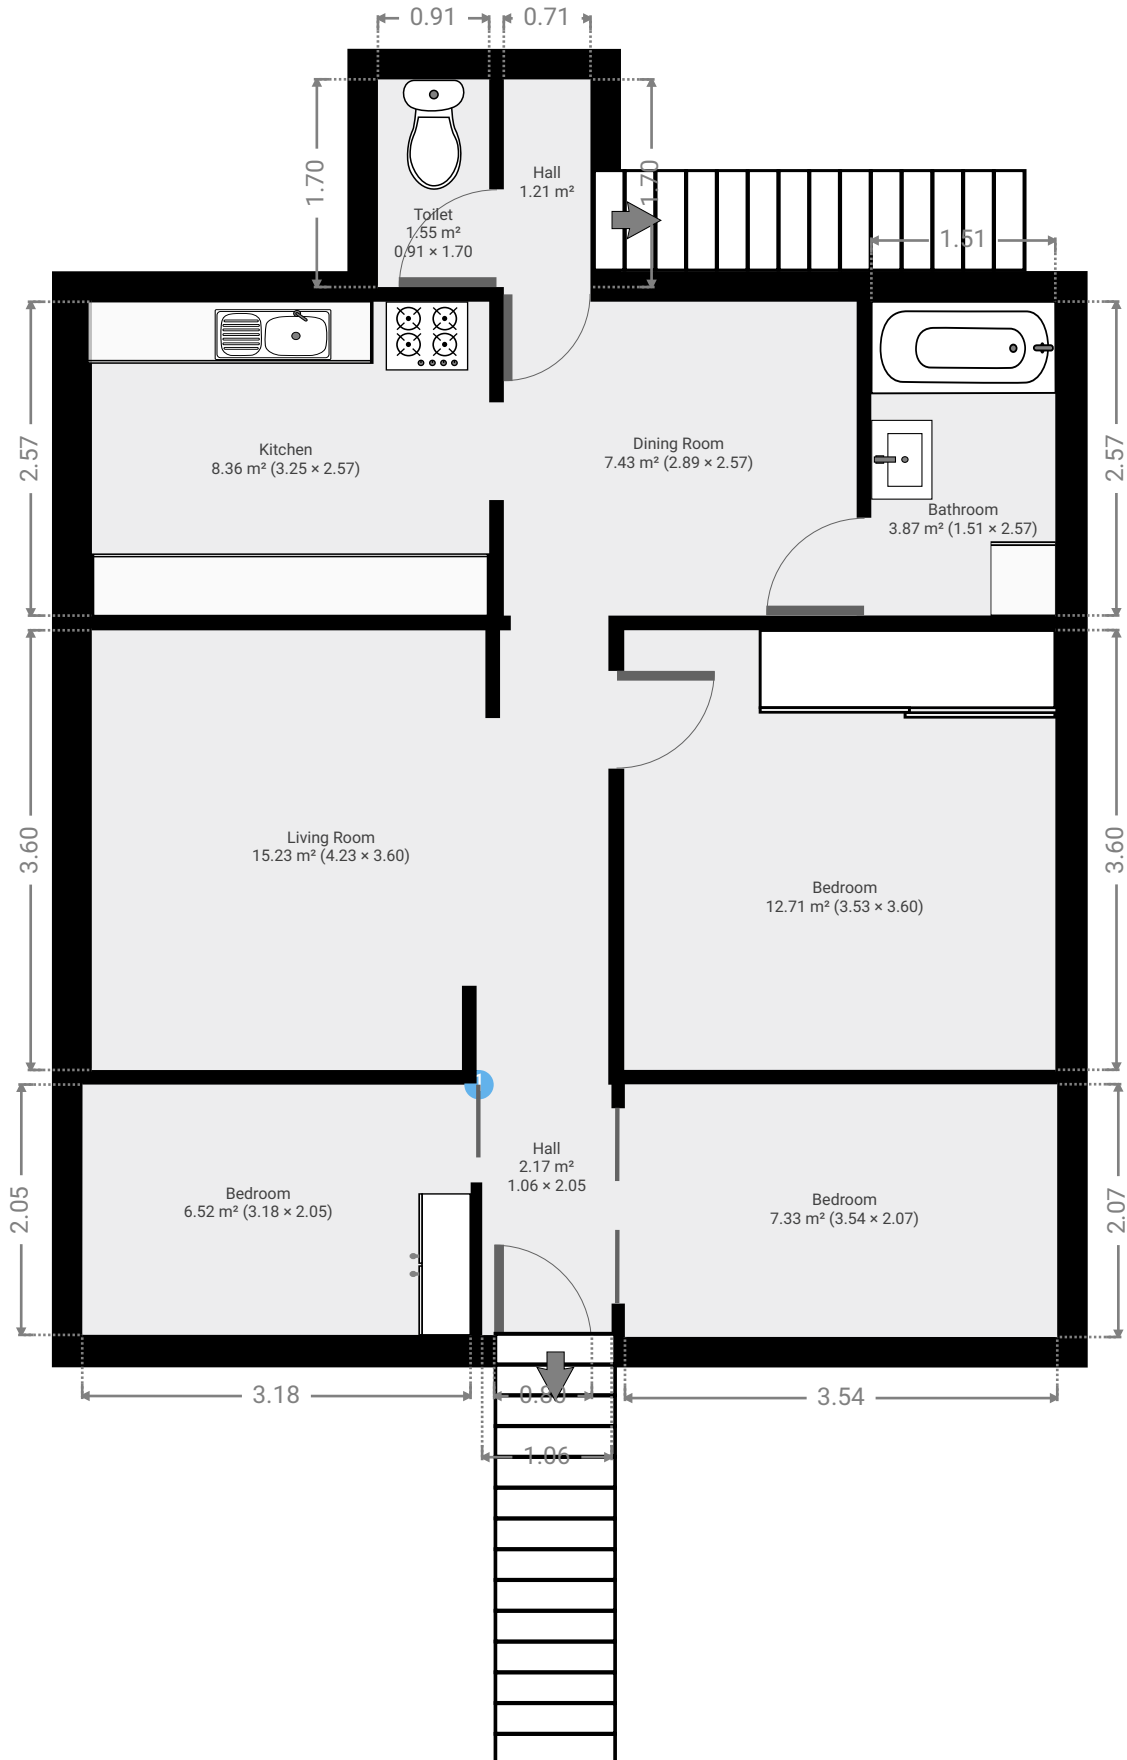 0.91
0.71
1.70
1.70
Hall
1.21 m²
Toilet
1.55 m²
0.91 × 1.70
1.51
2.57
Kitchen
8.36 m² (3.25 × 2.57)
Dining Room
7.43 m² (2.89 × 2.57)
2.57
Bathroom
3.87 m² (1.51 × 2.57)
3.60
Living Room
15.23 m² (4.23 × 3.60)
Bedroom
12.71 m² (3.53 × 3.60)
3.60
2.05
Bedroom
6.52 m² (3.18 × 2.05)
Hall
2.17 m²
1.06 × 2.05
Bedroom
7.33 m² (3.54 × 2.07)
2.07
3.18
3.54
1.06